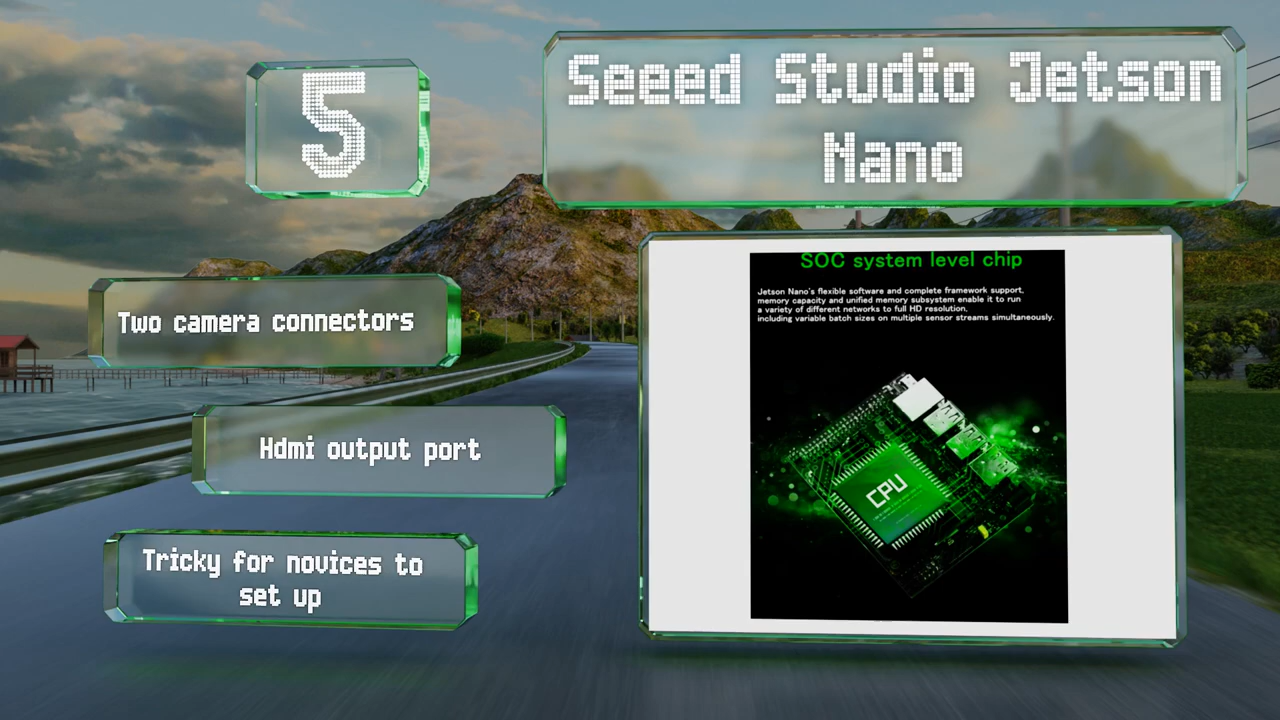 5
Seeed Studio Jetson
Nano
Two camera connectors
Hdmi output port
Tricky for novices to
set up
SOC system level chip
Jetson Nano's flexible software and complete framework support,
memory capacity and unified memory subsystem enable it to run
a variety of different networks to full HD resolution,
including variable batch sizes on multiple sensor streams simultaneously.
CPU